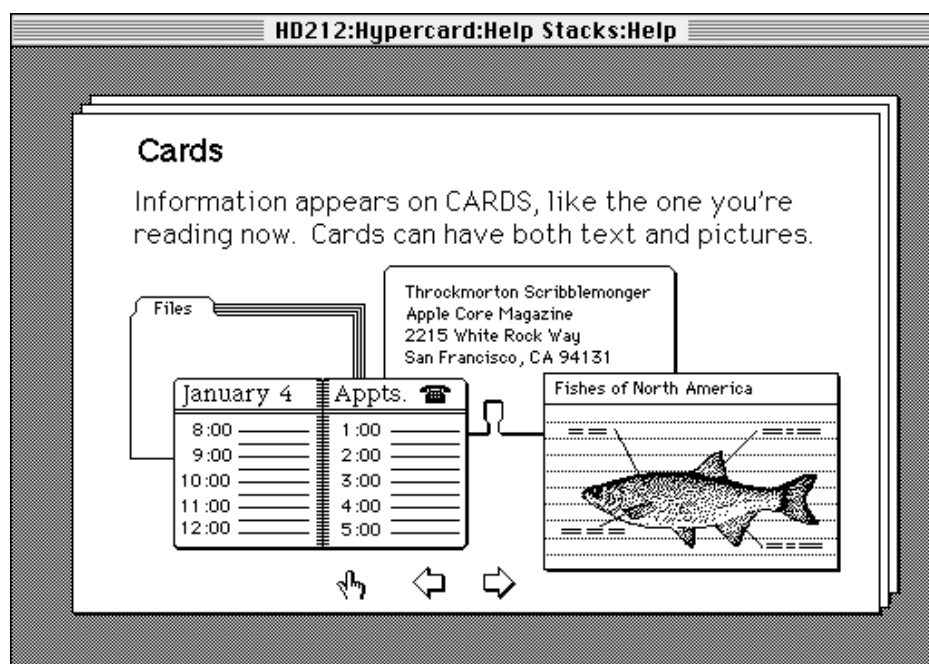 HD212:Hypercard:Help Stacks:Help
Cards
Information appears on CARDS, like the one you're
reading now. Cards can have both text and pictures.
Files
Throckmorton Scribblemonger
Apple Core Magazine
2215 White Rock Way
San Francisco, CA 94131
January 4
8:00
9:00
10:00
11:00
12:00
Appts.
1:00
2:00
3:00
4:00
5:00
Fishes of North America